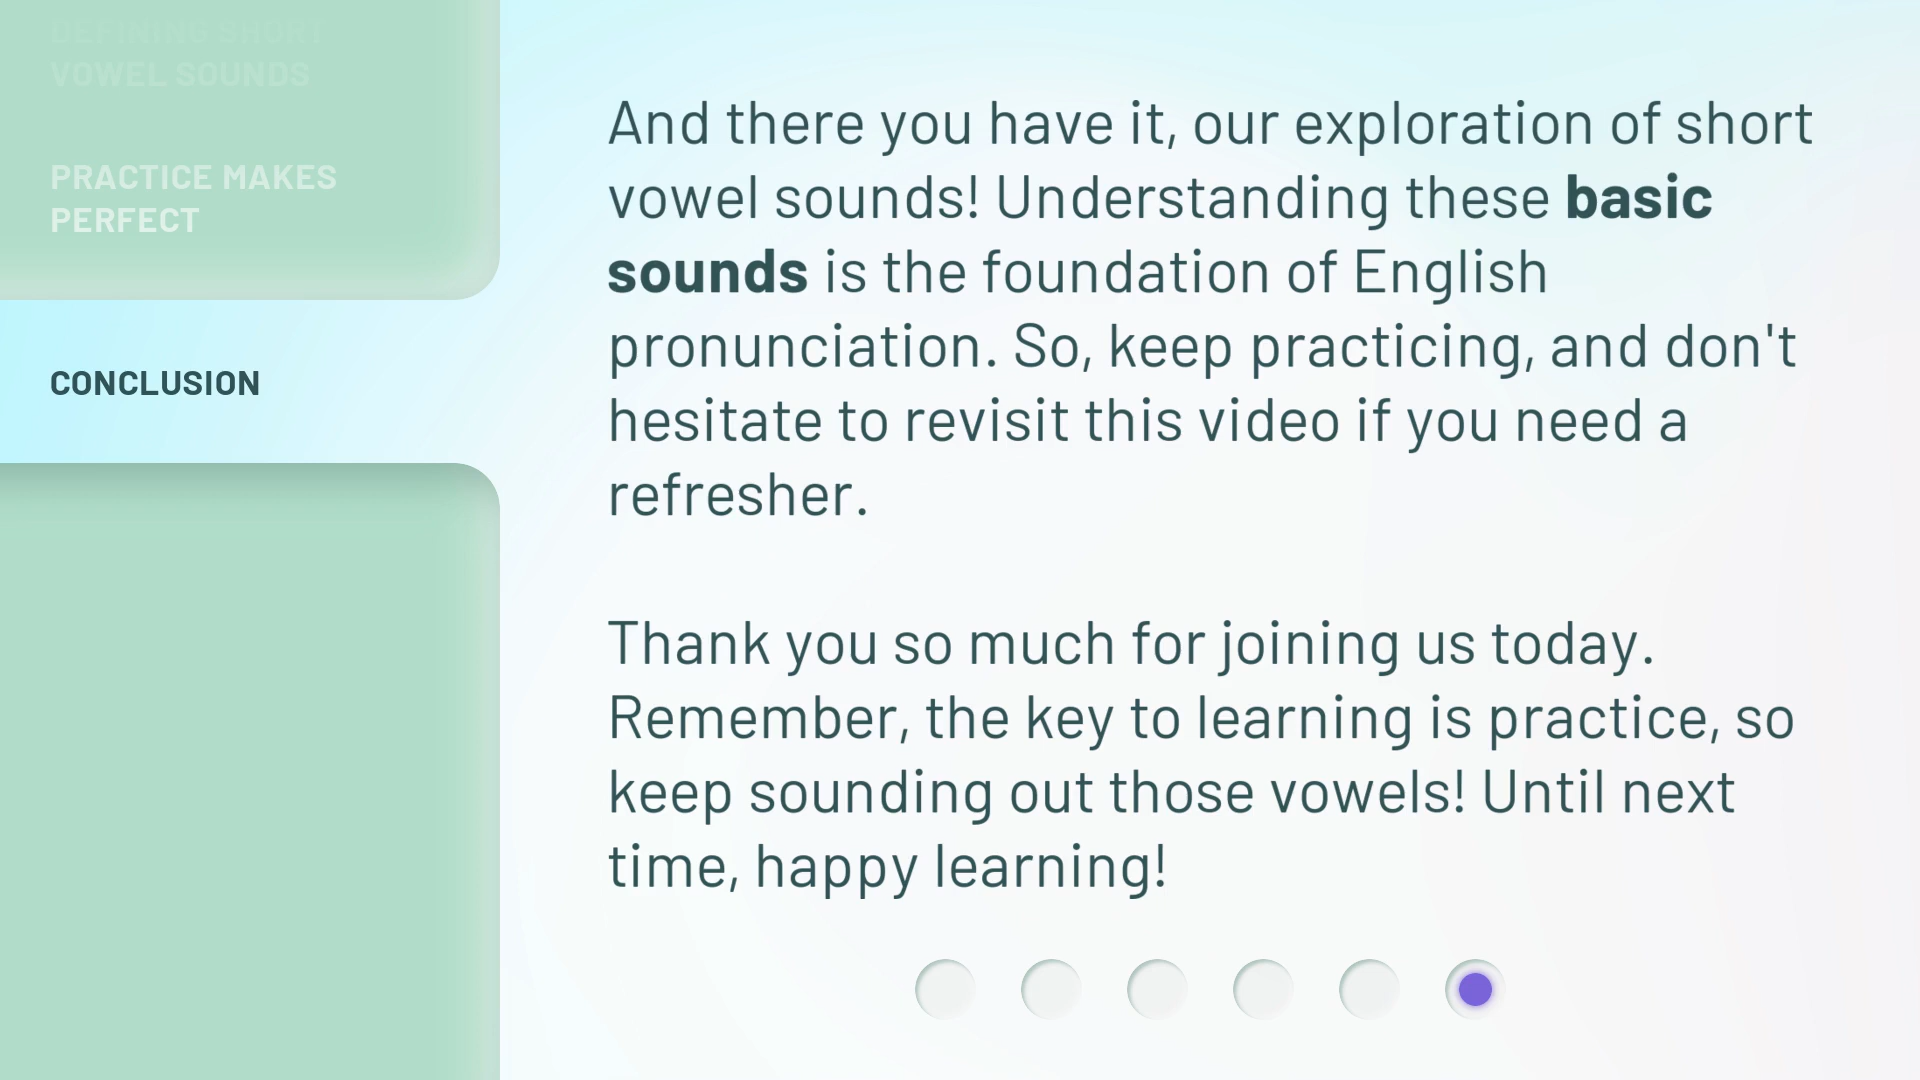 DEFINING SHORT
VOWEL SOUNDS
PRACTICE MAKES
PERFECT
CONCLUSION
And there you have it, our exploration of short
vowel sounds! Understanding these basic
sounds is the foundation of English
pronunciation. So, keep practicing, and don't
hesitate to revisit this video if you need a
refresher.
Thank you so much for joining us today.
Remember, the key to learning is practice, so
keep sounding out those vowels! Until next
time, happy learning!